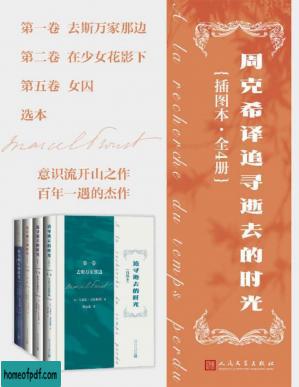 第一卷 去斯万家那边
第二卷 在少女花影下
第五卷 女囚
选本
Marcel Proust
意识流开山之作
百年一遇的杰作
周克希译追寻逝去的时光
{插图本·全4册}
A la recherche du temps perdu
第一卷
去斯万家那边
追寻逝去的时光
人民文学出版社
homeofpdf.com
homeofpdf.com